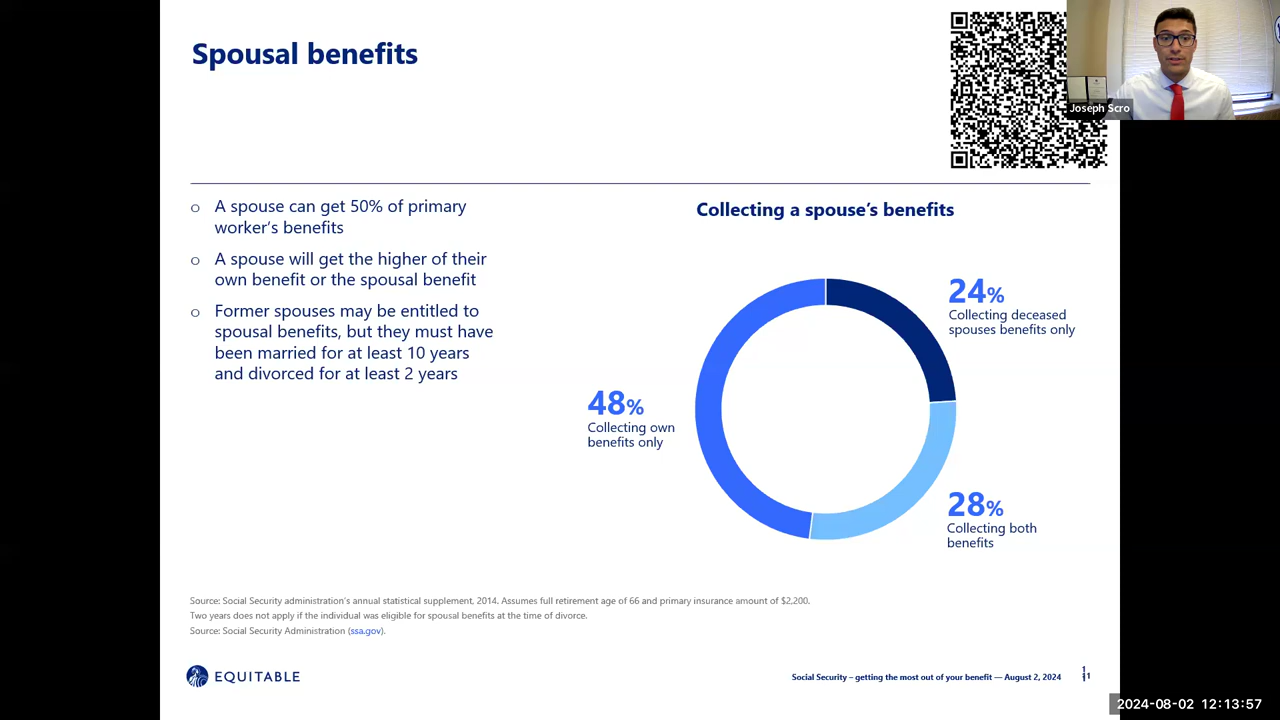 Spousal benefits
Joseph Scro
o A spouse can get 50% of primary
worker's benefits
o A spouse will get the higher of their
own benefit or the spousal benefit
o Former spouses may be entitled to
spousal benefits, but they must have
been married for at least 10 years
and divorced for at least 2 years
Collecting a spouse's benefits
24%
Collecting deceased
spouses benefits only
48%
Collecting own
benefits only
28%
Collecting both
benefits
Source: Social Security administration's annual statistical supplement, 2014. Assumes full retirement age of 66 and primary insurance amount of $2,200.
Two years does not apply if the individual was eligible for spousal benefits at the time of divorce.
Source: Social Security Administration (ssa.gov).
EQUITABLE
Social Security – getting the most out of your benefit — August 2, 2024
2024-08-02 12:13:57